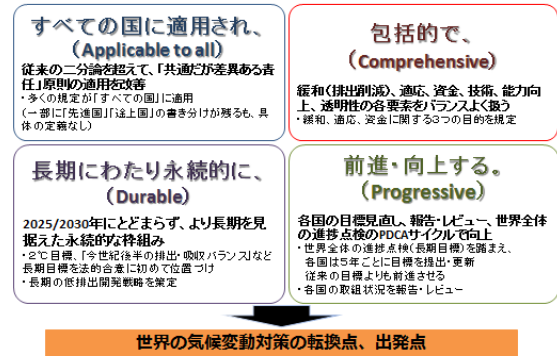 すべての国に適用され、
(Applicable to all)
従来の二分論を超えて、「共通だが差異ある責
任」原則の適用を改善
・多くの規定が「すべての国」に適用
(一部に「先進国」「途上国」の書き分けが残るも、具
体の定義なし)
包括的で、
(Comprehensive)
緩和(排出削減)、適応、資金、技術、能力向
上、透明性の各要素をバランスよく扱う
・緩和、適応、資金に関する3つの目的を規定
長期にわたり永続的に、
(Durable)
2025/2030年にとどまらず、より長期を見
据えた永続的な枠組み
・2℃目標、「今世紀後半の排出・吸収バランス」など
長期目標を法的合意に初めて位置づけ
・長期の低排出開発戦略を策定
前進・向上する。
(Progressive)
各国の目標見直し、報告・レビュー、世界全体
の進捗点検のPDCAサイクルで向上
・世界全体の進捗点検(長期目標)を踏まえ、
各国は5年ごとに目標を提出・更新
従来の目標よりも前進させる
・各国の取組状況を報告・レビュー
世界の気候変動対策の転換点、出発点